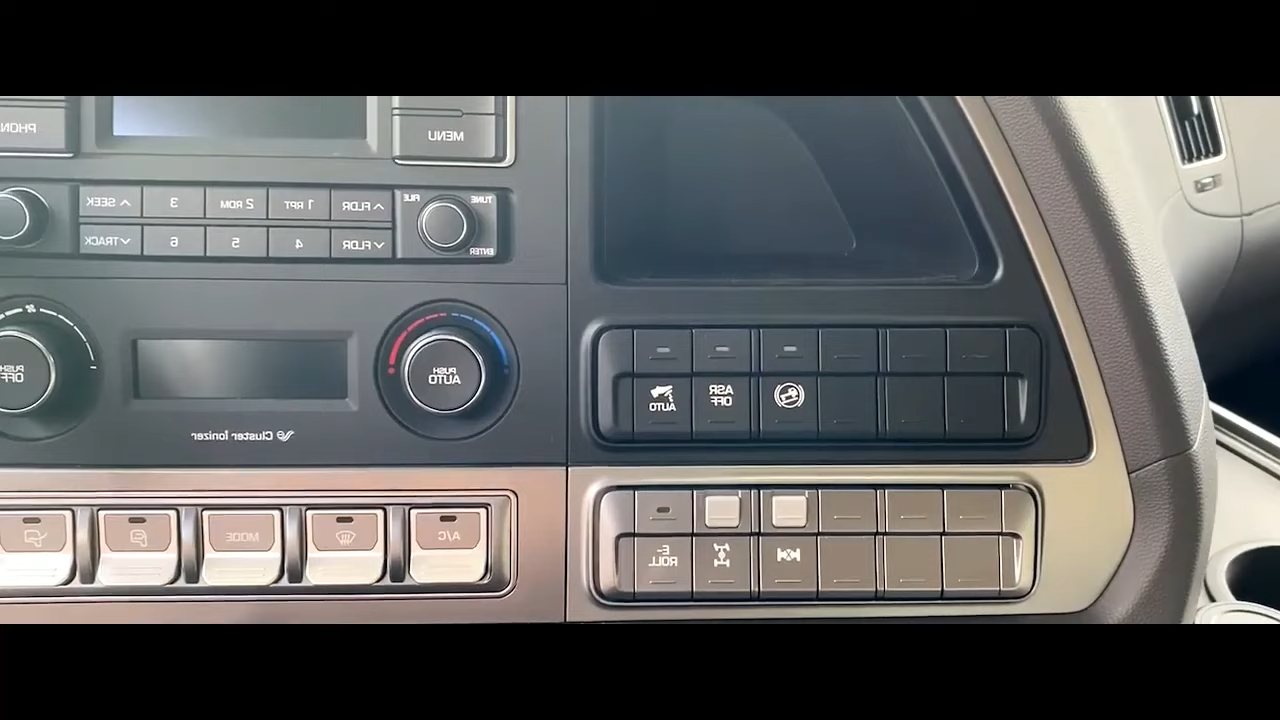 PHONE
MENU
SEEK
3
2 RDM
1 RPT
FLDR
FILE
TUNE
TRACK
6
5
4
FLDR
ENTER
PUSH
OFF
PUSH
AUTO
Cluster Ionizer
AUTO
ASR
OFF
MODE
A/C
E-
ROLL